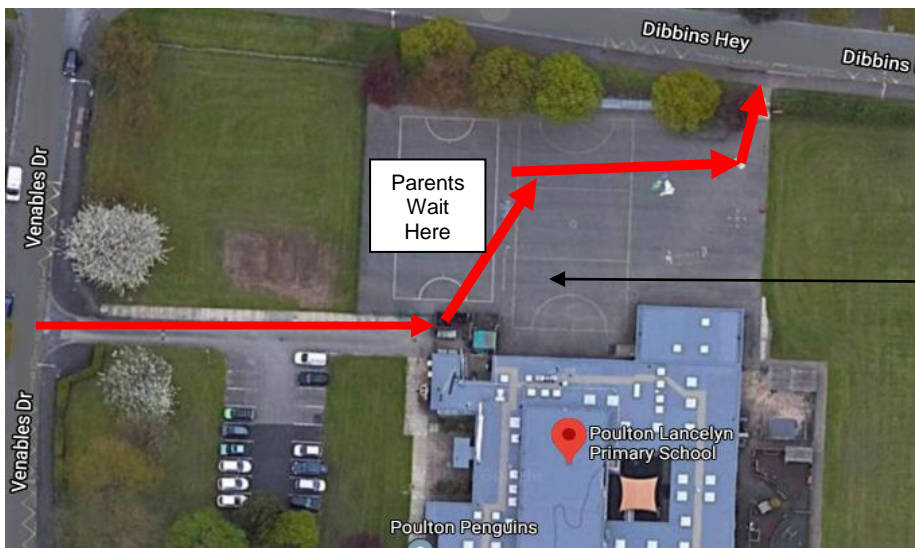 Dibbins Hey
Dibbins
Venables Dr
Parents
Wait
Here
Venables Dr
Poulton Lancelyn
Primary School
Poulton Penguins